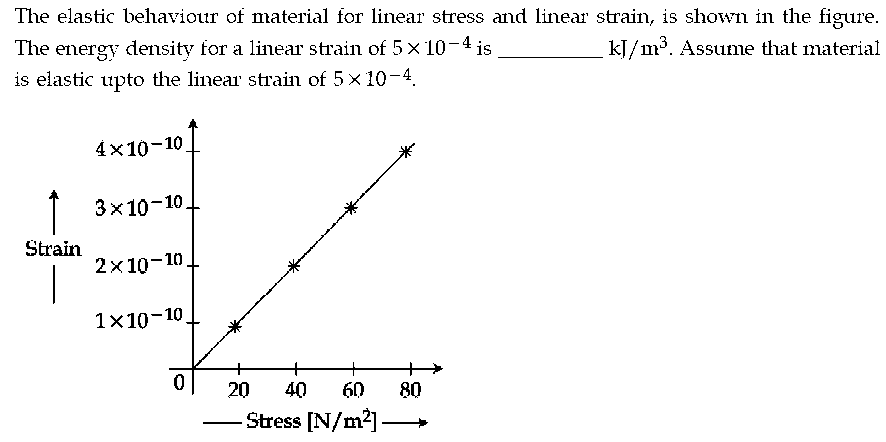 The elastic behaviour of material for linear stress and linear strain, is shown in the figure.
The energy density for a linear strain of 5×10−4 is __________ kJ/m3. Assume that material
is elastic upto the linear strain of 5×10−4.
4×10−10
3×10−10
Strain
2×10−10
1×10−10
0 20 40 60 80
Stress [N/m2]